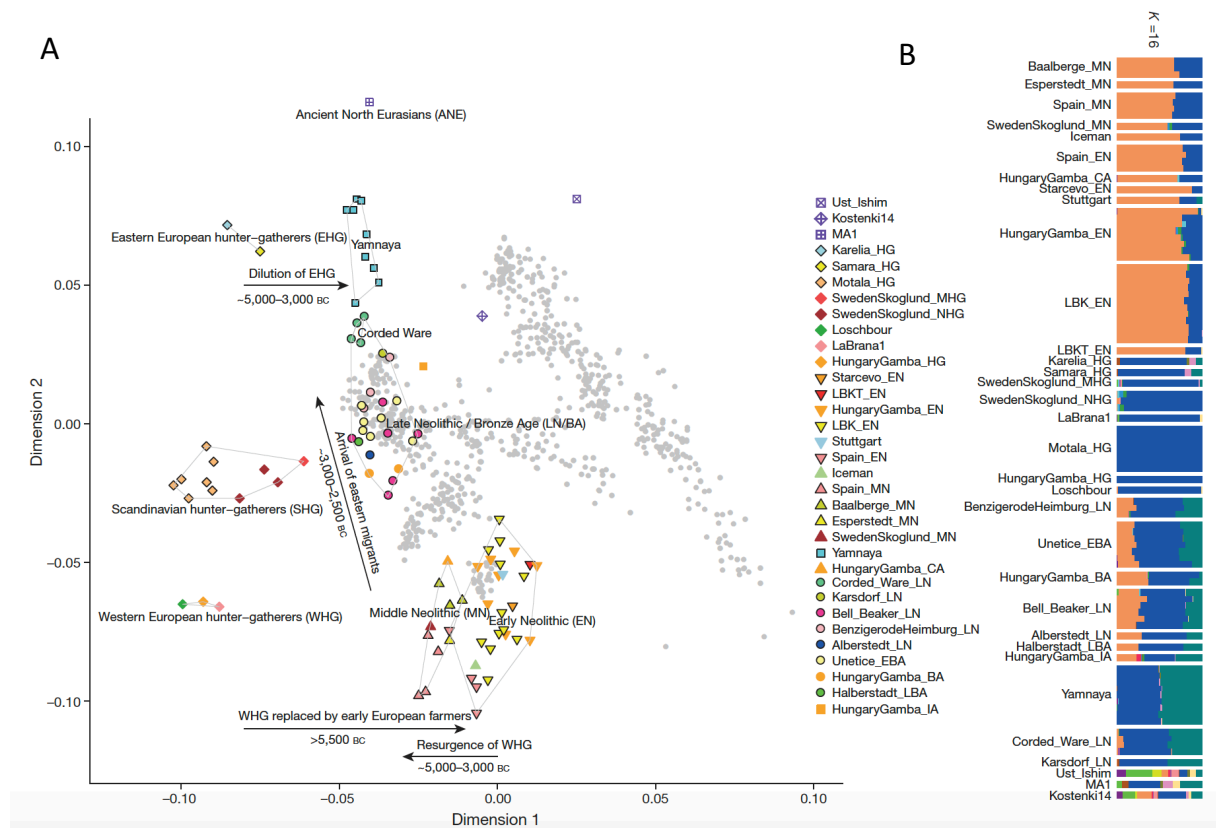 A
B
K =16
Ancient North Eurasians (ANE)
Eastern European hunter−gatherers (EHG)
Yamnaya
Dilution of EHG
~5,000–3,000 BC
Corded Ware
Late Neolithic / Bronze Age (LN/BA)
Arrival of eastern migrants
~3,000–2,500 BC
Scandinavian hunter−gatherers (SHG)
Western European hunter−gatherers (WHG)
Middle Neolithic (MN)
Early Neolithic (EN)
WHG replaced by early European farmers
>5,500 BC
Resurgence of WHG
~5,000–3,000 BC
Dimension 2
0.10
0.05
0.00
−0.05
−0.10
−0.10
−0.05
0.00
0.05
0.10
Dimension 1
Ust_Ishim
Kostenki14
MA1
Karelia_HG
Samara_HG
Motala_HG
SwedenSkoglund_MHG
SwedenSkoglund_NHG
Loschbour
LaBrana1
HungaryGamba_HG
Starcevo_EN
LBKT_EN
HungaryGamba_EN
LBK_EN
Stuttgart
Spain_EN
Iceman
Spain_MN
Baalberge_MN
Esperstedt_MN
SwedenSkoglund_MN
Yamnaya
HungaryGamba_CA
Corded_Ware_LN
Karsdorf_LN
Bell_Beaker_LN
BenzigerodeHeimburg_LN
Alberstedt_LN
Unetice_EBA
HungaryGamba_BA
Halberstadt_LBA
HungaryGamba_IA
Baalberge_MN
Esperstedt_MN
Spain_MN
SwedenSkoglund_MN
Iceman
Spain_EN
HungaryGamba_CA
Starcevo_EN
Stuttgart
HungaryGamba_EN
LBK_EN
LBKT_EN
Karelia_HG
Samara_HG
SwedenSkoglund_MHG
SwedenSkoglund_NHG
LaBrana1
Motala_HG
HungaryGamba_HG
Loschbour
BenzigerodeHeimburg_LN
Unetice_EBA
HungaryGamba_BA
Bell_Beaker_LN
Alberstedt_LN
Halberstadt_LBA
HungaryGamba_IA
Yamnaya
Corded_Ware_LN
Karsdorf_LN
Ust_Ishim
MA1
Kostenki14